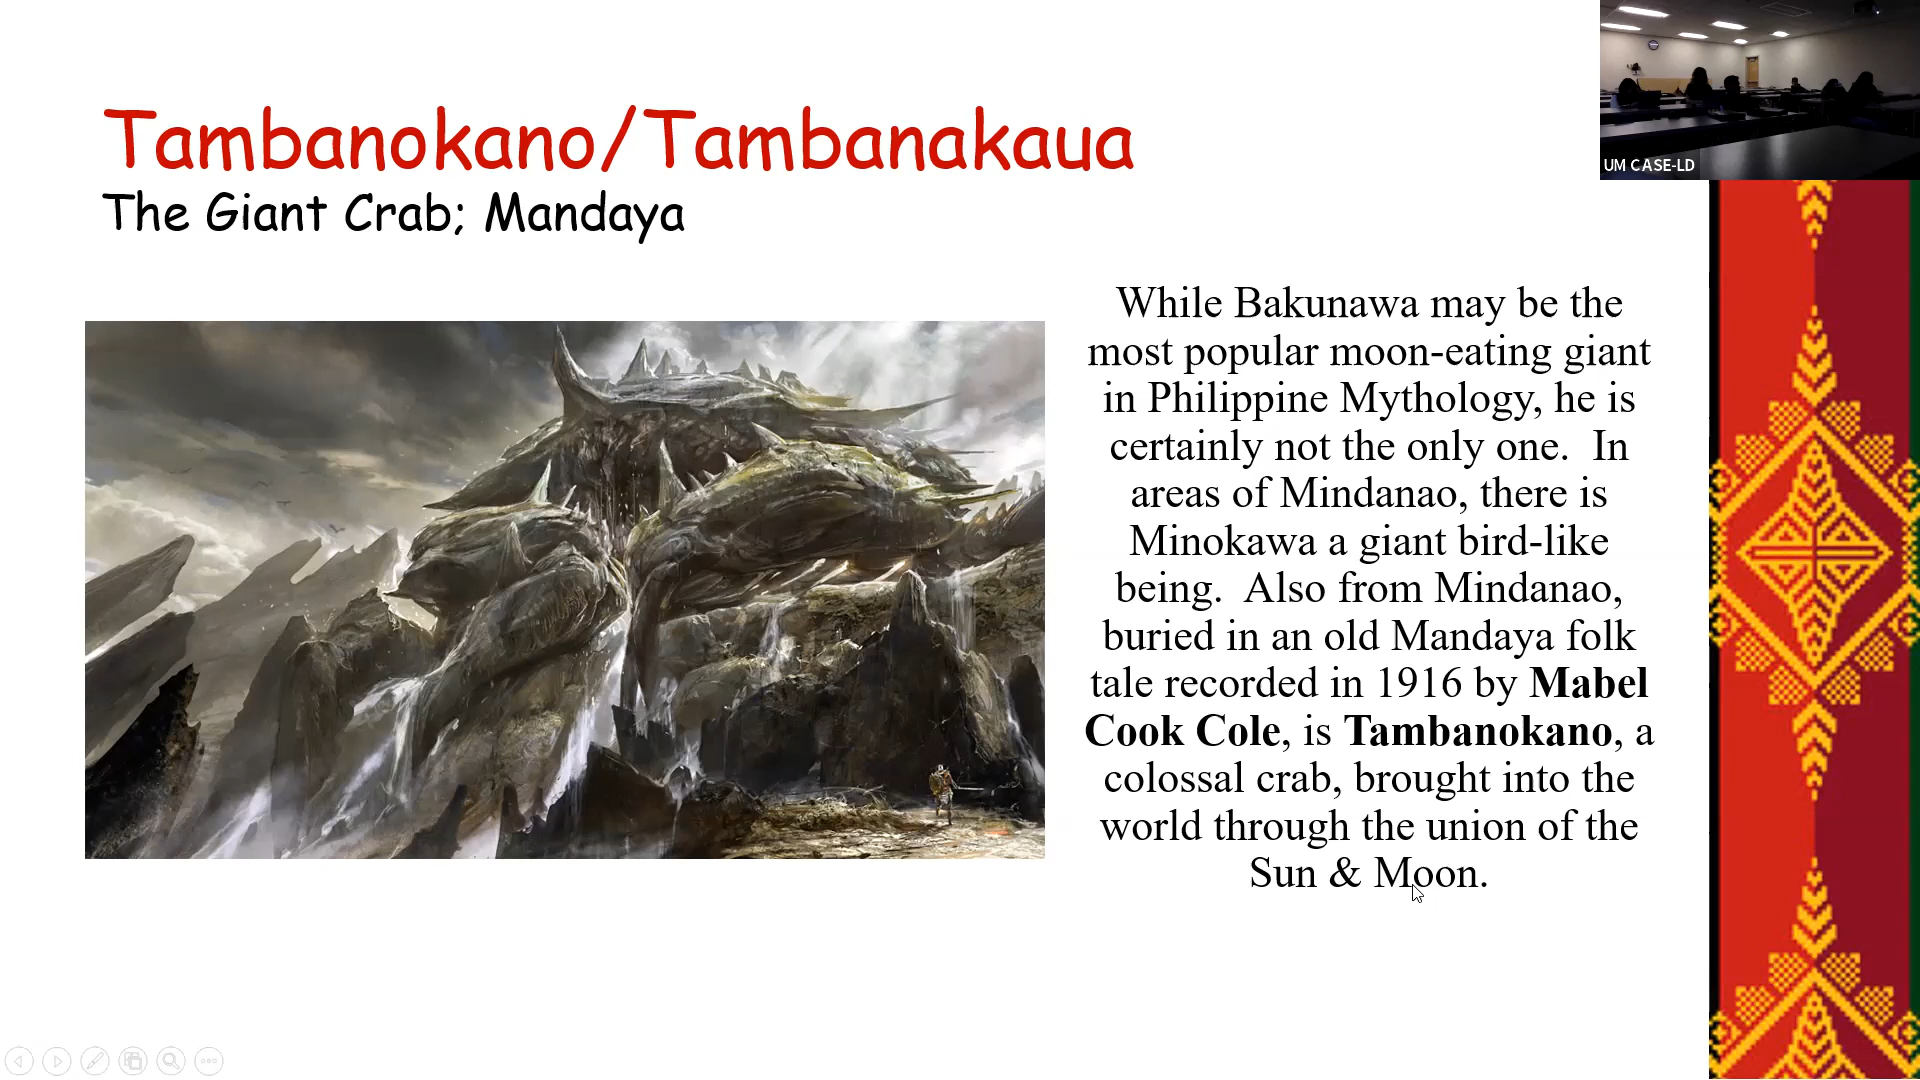 UM CASE-LD
Tambanokano/Tambanakaua
The Giant Crab; Mandaya
While Bakunawa may be the
most popular moon-eating giant
in Philippine Mythology, he is
certainly not the only one.  In
areas of Mindanao, there is
Minokawa a giant bird-like
being.  Also from Mindanao,
buried in an old Mandaya folk
tale recorded in 1916 by Mabel
Cook Cole, is Tambanokano, a
colossal crab, brought into the
world through the union of the
Sun & Moon.